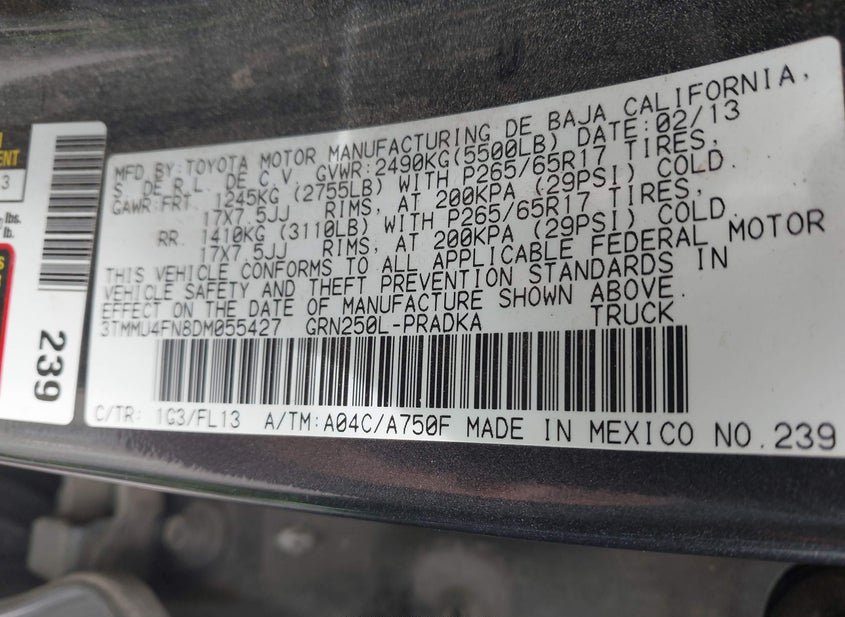 MFD BY:TOYOTA MOTOR MANUFACTURING DE BAJA CALIFORNIA,
S. DE R.L. DE C.V. GVWR:2490KG(5500LB) DATE:02/13
GAWR:FRT. 1245KG (2755LB) WITH P265/65R17 TIRES,
17X7.5JJ RIMS, AT 200KPA (29PSI) COLD.
RR. 1410KG (3110LB) WITH P265/65R17 TIRES,
17X7.5JJ RIMS, AT 200KPA (29PSI) COLD.
THIS VEHICLE CONFORMS TO ALL APPLICABLE FEDERAL MOTOR
VEHICLE SAFETY AND THEFT PREVENTION STANDARDS IN
EFFECT ON THE DATE OF MANUFACTURE SHOWN ABOVE.
3TMMU4FN8DM055427 GRN250L-PRADKA TRUCK
C/TR: 1G3/FL13 A/TM:A04C/A750F MADE IN MEXICO NO.239
239
lbs.
lb.